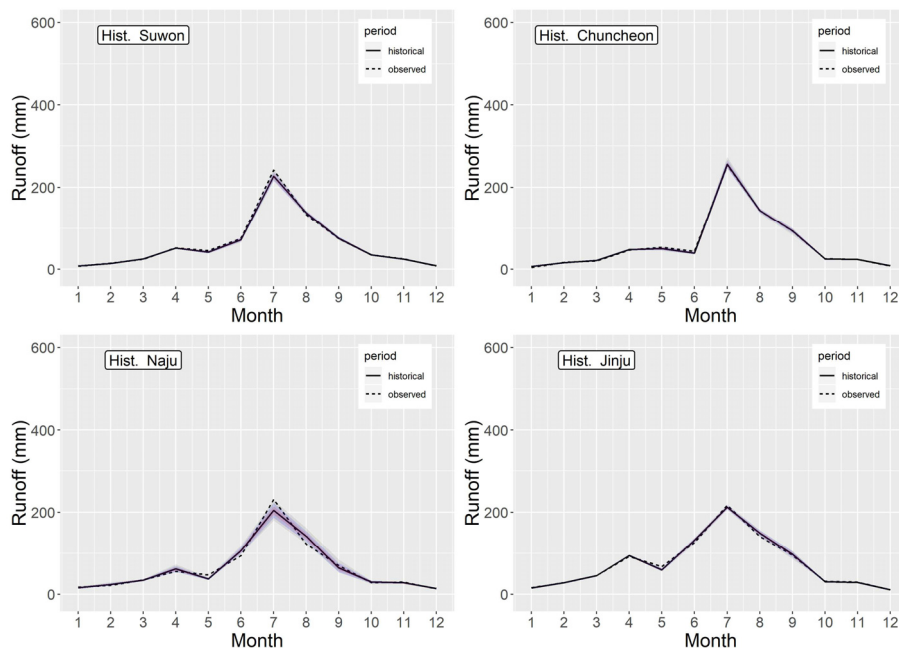 Hist. Suwon
period
historical
observed
Runoff (mm)
600
400
200
0
1 2 3 4 5 6 7 8 9 10 11 12
Month
Hist. Chuncheon
period
historical
observed
Runoff (mm)
600
400
200
0
1 2 3 4 5 6 7 8 9 10 11 12
Month
Hist. Naju
period
historical
observed
Runoff (mm)
600
400
200
0
1 2 3 4 5 6 7 8 9 10 11 12
Month
Hist. Jinju
period
historical
observed
Runoff (mm)
600
400
200
0
1 2 3 4 5 6 7 8 9 10 11 12
Month